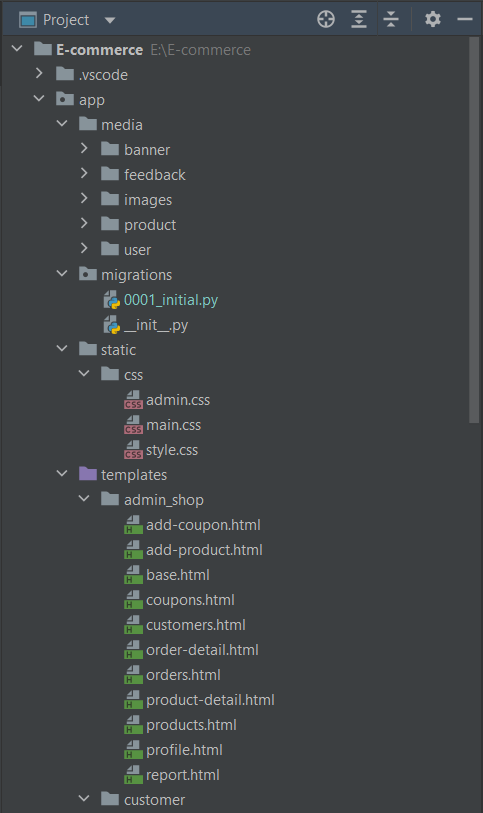 Project
E-commerce E:\E-commerce
.vscode
app
media
banner
feedback
images
product
user
migrations
0001_initial.py
__init__.py
static
css
admin.css
main.css
style.css
templates
admin_shop
add-coupon.html
add-product.html
base.html
coupons.html
customers.html
order-detail.html
orders.html
product-detail.html
products.html
profile.html
report.html
customer